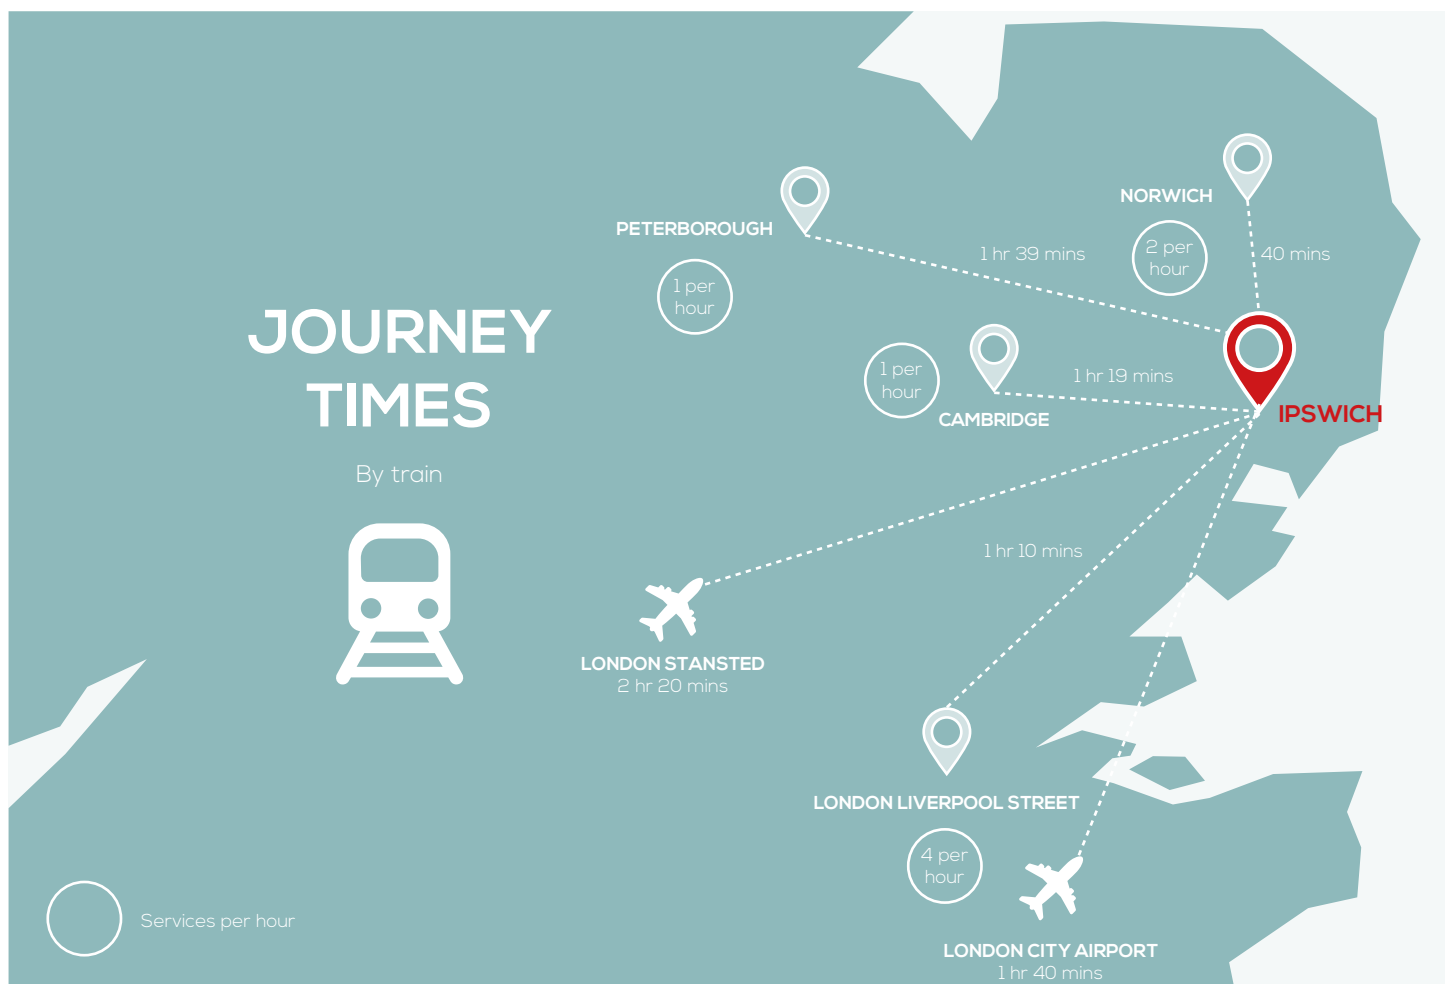 JOURNEY
TIMES
By train
PETERBOROUGH
1 per
hour
1 hr 39 mins
NORWICH
2 per
hour
40 mins
1 per
hour
CAMBRIDGE
1 hr 19 mins
IPSWICH
1 hr 10 mins
LONDON STANSTED
2 hr 20 mins
LONDON LIVERPOOL STREET
4 per
hour
LONDON CITY AIRPORT
1 hr 40 mins
Services per hour